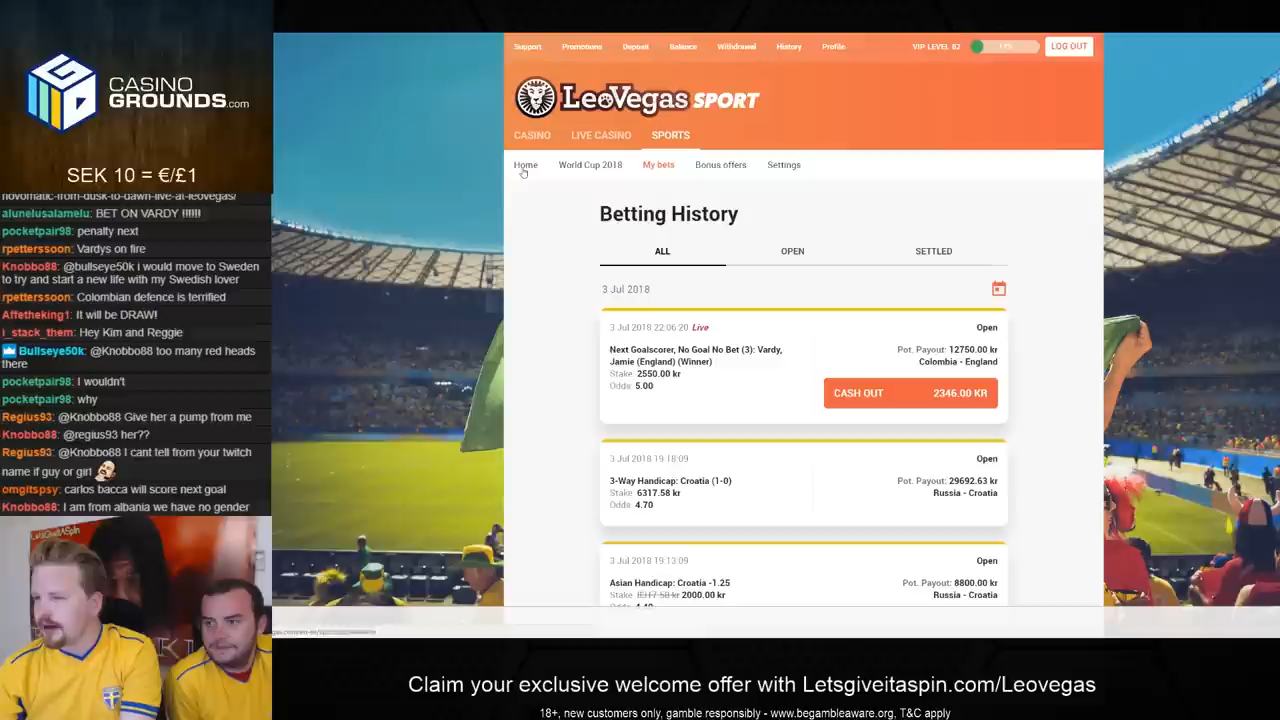 CASINO
GROUNDS.com
SEK 10 = €/£1
novomatic-from-dusk-to-dawn-live-at-leovegas/
alunelusalamelu: BET ON VARDY !!!!!!
pocketpair98: penalty next
rpetterssoon: Vardys on fire
Knobbo88: @bullseye50k i would move to Sweden
to try and start a new life with my Swedish lover
rpetterssoon: Colombian defence is terrified
Affetheking1: It will be DRAW!
i_stack_them: Hey Kim and Reggie
Bullseye50k: @Knobbo88 too many red heads
there
pocketpair98: I wouldn't
pocketpair98: why
Regius93: @Knobbo88 Give her a pump from me
Knobbo88: @regius93 her??
Regius93: @Knobbo88 I cant tell from your twitch
name if guy or girl
omgitspsy: carlos bacca will score next goal
Knobbo88: I am from albania we have no gender
LetsGiveItASpin
Support Promotions Deposit Balance Withdrawal History Profile VIP LEVEL 82 LOG OUT
LeoVegas SPORT
CASINO LIVE CASINO SPORTS
Home World Cup 2018 My bets Bonus offers Settings
Betting History
ALL OPEN SETTLED
3 Jul 2018
3 Jul 2018 22:06:20 Live Open
Next Goalscorer, No Goal No Bet (3): Vardy, Pot. Payout: 12750.00 kr
Jamie (England) (Winner) Colombia - England
Stake: 2550.00 kr
Odds: 5.00
CASH OUT 2346.00 KR
3 Jul 2018 19:18:09 Open
3-Way Handicap: Croatia (1-0) Pot. Payout: 29692.63 kr
Stake: 6317.58 kr Russia - Croatia
Odds: 4.70
3 Jul 2018 19:13:09 Open
Asian Handicap: Croatia -1.25 Pot. Payout: 8800.00 kr
Stake: 2000.00 kr Russia - Croatia
Claim your exclusive welcome offer with Letsgiveitaspin.com/Leovegas
18+, new customers only, gamble responsibly - www.begambleaware.org, T&C apply